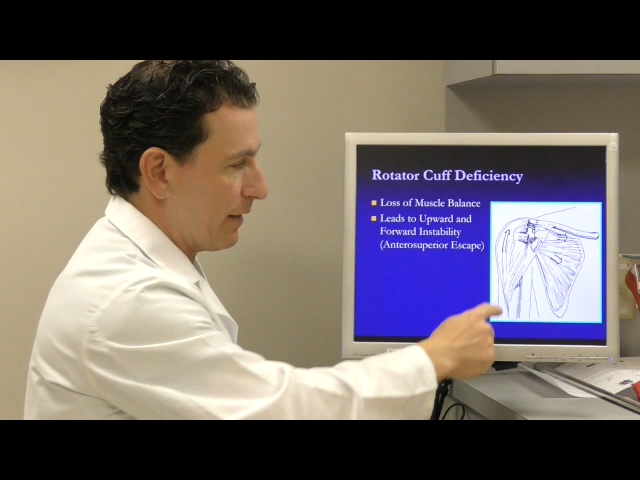 Rotator Cuff Deficiency
Loss of Muscle Balance
Leads to Upward and
Forward Instability
(Anterosuperior Escape)